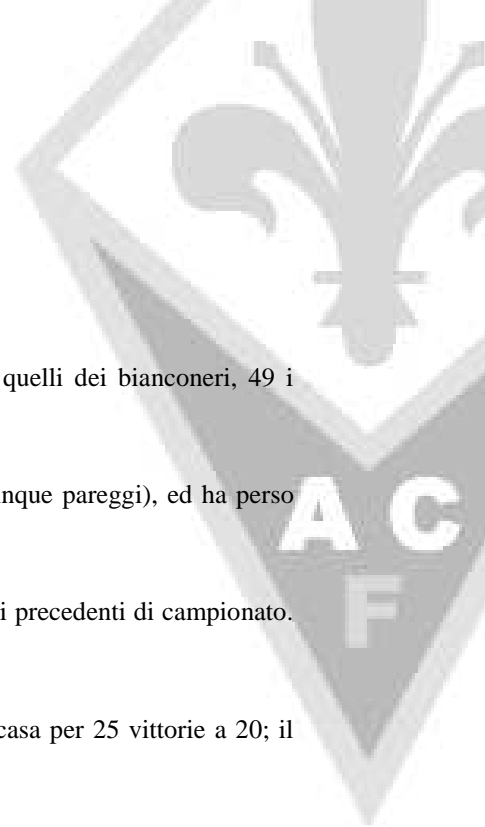 quelli dei bianconeri, 49 i
nque pareggi), ed ha perso
A C
i precedenti di campionato.
F
casa per 25 vittorie a 20; il